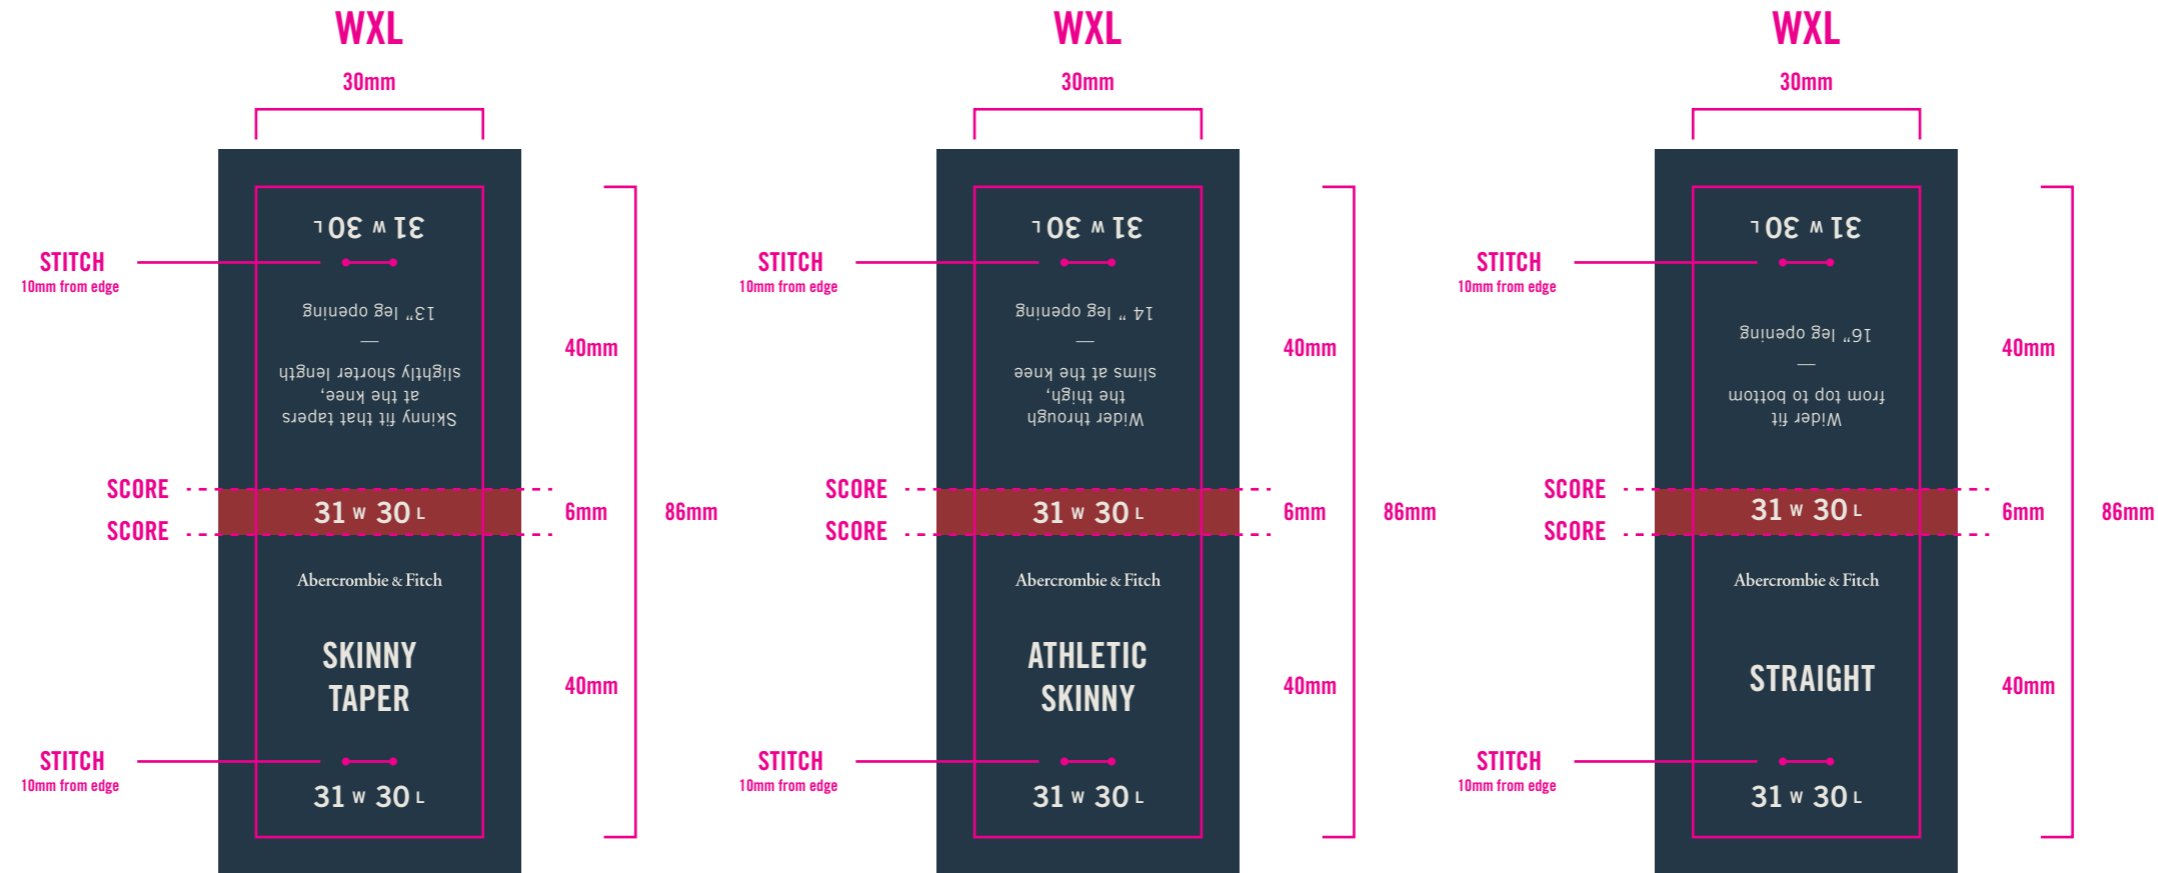 WXL
30mm
31 W 30 L
STITCH
10mm from edge
13” leg opening
—
Skinny fit that tapers
at the knee,
slightly shorter length
40mm
SCORE
SCORE
31 W 30 L
6mm
86mm
Abercrombie & Fitch
SKINNY
TAPER
40mm
STITCH
10mm from edge
31 W 30 L
WXL
30mm
31 W 30 L
STITCH
10mm from edge
14 ” leg opening
—
Wider through
the thigh,
slims at the knee
40mm
SCORE
SCORE
31 W 30 L
6mm
86mm
Abercrombie & Fitch
ATHLETIC
SKINNY
40mm
STITCH
10mm from edge
31 W 30 L
WXL
30mm
31 W 30 L
STITCH
10mm from edge
16” leg opening
—
Wider fit
from top to bottom
40mm
SCORE
SCORE
31 W 30 L
6mm
86mm
Abercrombie & Fitch
STRAIGHT
40mm
STITCH
10mm from edge
31 W 30 L